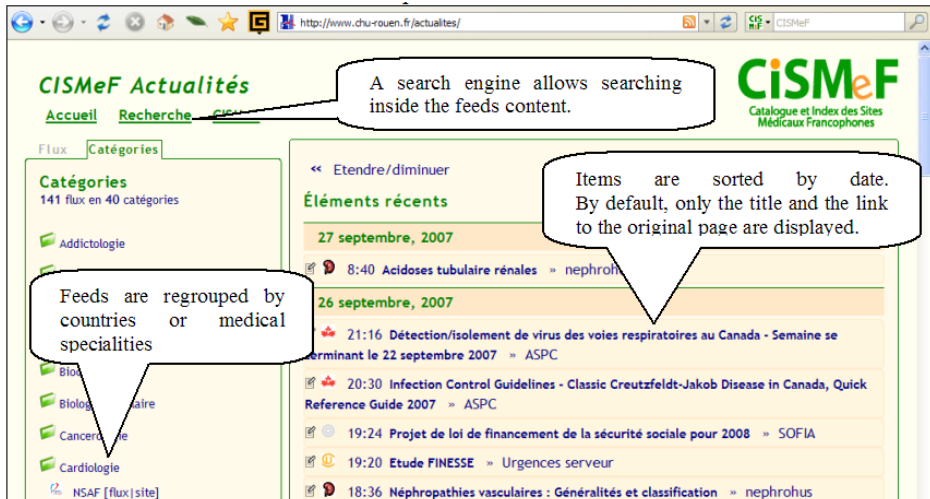 http://www.chu-rouen.fr/actualites/
CISMeF
CISMeF Actualités
A search engine allows searching
inside the feeds content.
CiSMeF
Catalogue et Index des Sites
Médicaux Francophones
Accueil Recherche
Flux Catégories
Catégories
141 flux en 40 catégories
Addictologie
Feeds are regrouped by
countries or medical
specialities
Cardiologie
NSAF [flux|site]
« Etendre/diminuer
Éléments récents
Items are sorted by date.
By default, only the title and the link
to the original page are displayed.
27 septembre, 2007
8:40 Acidoses tubulaire rénales »
26 septembre, 2007
21:16 Détection/isolement de virus des voies respiratoires au Canada - Semaine se
terminant le 22 septembre 2007 » ASPC
20:30 Infection Control Guidelines - Classic Creutzfeldt-Jakob Disease in Canada, Quick
Reference Guide 2007 » ASPC
19:24 Projet de loi de financement de la sécurité sociale pour 2008 » SOFIA
19:20 Etude FINESSE » Urgences serveur
18:36 Néphropathies vasculaires : Généralités et classification » nephrohus